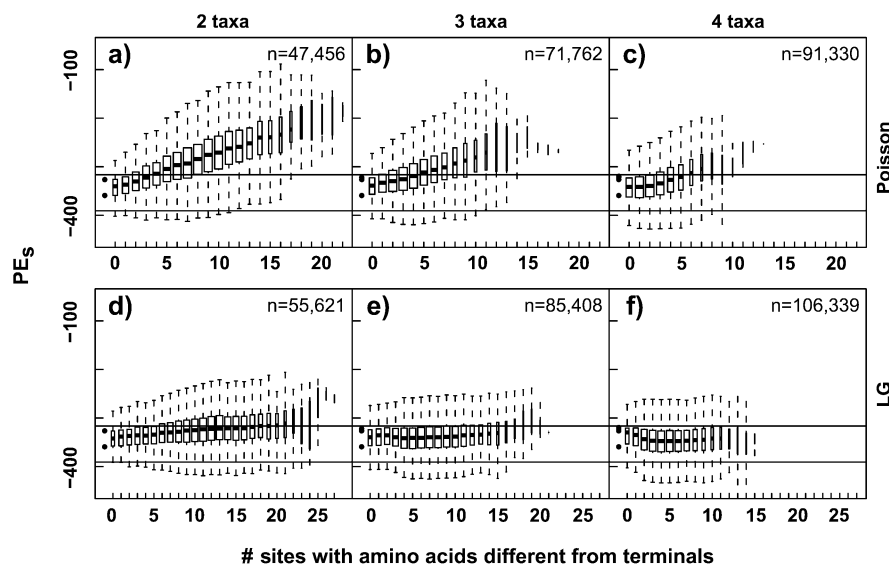 2 taxa 3 taxa 4 taxa
a) n=47,456 b) n=71,762 c) n=91,330
-100
-400
Poisson
0 5 10 15 20 0 5 10 15 20 0 5 10 15 20
PEs
d) n=55,621 e) n=85,408 f) n=106,339
-100
-400
LG
0 5 10 15 20 25 0 5 10 15 20 25 0 5 10 15 20 25
# sites with amino acids different from terminals